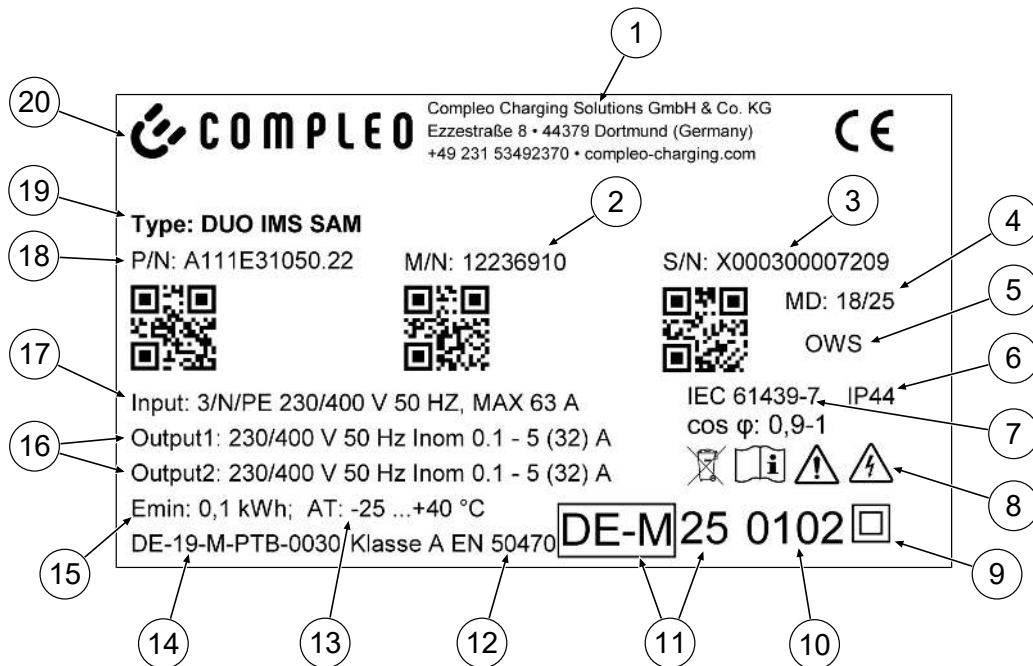 1
20
COMPLEO
Compleo Charging Solutions GmbH & Co. KG
Ezzestraße 8 • 44379 Dortmund (Germany)
+49 231 53492370 • compleo-charging.com
CE
19
2
3
4
Type: DUO IMS SAM
18
P/N: A111E31050.22
M/N: 12236910
S/N: X000300007209
MD: 18/25
5
OWS
17
6
Input: 3/N/PE 230/400 V 50 HZ, MAX 63 A
IEC 61439-7
IP44
16
Output1: 230/400 V 50 Hz Inom 0.1 - 5 (32) A
cos φ: 0,9-1
7
Output2: 230/400 V 50 Hz Inom 0.1 - 5 (32) A
i
8
Emin: 0,1 kWh; AT: -25 ...+40 °C
DE-19-M-PTB-0030 Klasse A EN 50470
DE-M 25 0102
15
9
14
13
12
11
10